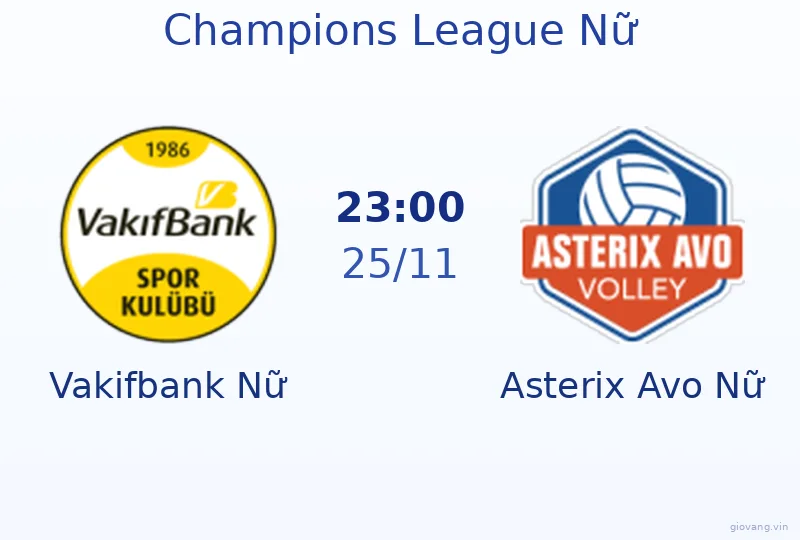 Champions League Nữ
1986
VakıfBank
SPOR
KULÜBÜ
23:00
25/11
ASTERIX AVO
VOLLEY
Vakifbank Nữ
Asterix Avo Nữ
giovang.vin